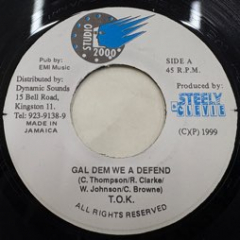 STUDIO 2000
Pub by:
EMI Music
SIDE A
45 R.P.M.
Distributed by:
Dynamic Sounds
15 Bell Road,
Kingston 11.
Tel: 923-9138-9
MADE IN
JAMAICA
Produced by:
STEELY
& CLEVIE
(C)(P) 1999
GAL DEM WE A DEFEND
(C. Thompson/R. Clarke/
W. Johnson/C. Browne)
T.O.K.
ALL RIGHTS RESERVED